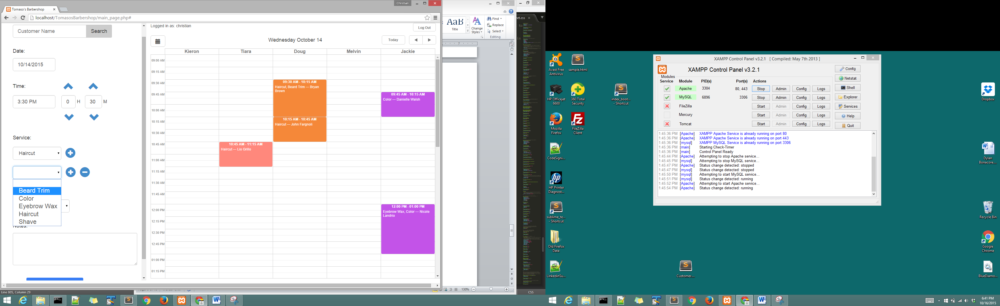 Tomaso's Barbershop
Christian
localhost/TomasosBarbershop/main_page.php#
Customer Name
Search
Date:
10/14/2015
Time:
3:30 PM
0
H
30
M
Service:
Haircut
Beard Trim
Color
Eyebrow Wax
Haircut
Shave
Notes:
Line 805, Column 29
Logged in as: christian
Log Out
Wednesday October 14
Today
Kieron
Tiara
Doug
Melvin
Jackie
09:00 AM
09:15 AM
09:30 AM
09:45 AM
10:00 AM
10:15 AM
10:30 AM
10:45 AM
11:00 AM
11:15 AM
11:30 AM
11:45 AM
12:00 PM
12:15 PM
12:30 PM
12:45 PM
01:00 PM
01:15 PM
09:30 AM - 10:15 AM
Haircut, Beard Trim --- Bryan
Brown
10:15 AM - 10:45 AM
Haircut --- John Fargnoli
10:45 AM - 11:15 AM
Haircut --- Lio Grillo
09:45 AM - 10:15 AM
Color --- Danielle Walsh
12:00 PM - 01:00 PM
Eyebrow Wax, Color --- Nicole
Landrio
AaB
Title
Change
Styles
Find
Replace
Select
Editing
7
130%
eet.css
to
is
CSS
Avast Free
Antivirus
sample.html
HP Officejet
6600
360 Total
Security
index_boot...
- Shortcut
Mozilla
Firefox
FileZilla
Client
CodeSigni...
HP Printer
Diagnost...
sublime_te...
- Shortcut
Old Firefox
Data
LinkedinSu...
Customer....
XAMPP Control Panel v3.2.1 [ Compiled: May 7th 2013 ]
XAMPP Control Panel v3.2.1
Modules
Service
Module
PID(s)
Port(s)
Actions
Apache
3304
80, 443
Stop
Admin
Config
Logs
MySQL
6896
3306
Stop
Admin
Config
Logs
FileZilla
Start
Admin
Config
Logs
Mercury
Start
Admin
Config
Logs
Tomcat
Start
Admin
Config
Logs
Config
Netstat
Shell
Explorer
Services
Help
Quit
1:45:36 PM [Apache] XAMPP Apache Service is already running on port 80
1:45:36 PM [Apache] XAMPP Apache Service is already running on port 443
1:45:36 PM [mysql] XAMPP MySQL Service is already running on port 3306
1:45:36 PM [main] Starting Check-Timer
1:45:36 PM [main] Control Panel Ready
1:45:44 PM [Apache] Attempting to stop Apache service...
1:45:45 PM [mysql] Attempting to stop MySQL service...
1:45:47 PM [Apache] Status change detected: stopped
1:45:47 PM [mysql] Status change detected: stopped
1:45:50 PM [mysql] Attempting to start MySQL service...
1:45:51 PM [mysql] Status change detected: running
1:45:52 PM [Apache] Attempting to start Apache service...
1:45:54 PM [Apache] Status change detected: running
Dropbox
Dylan
Bonacore....
Recycle Bin
Google
Chrome
BlueDiamo...
6:41 PM
10/16/2015